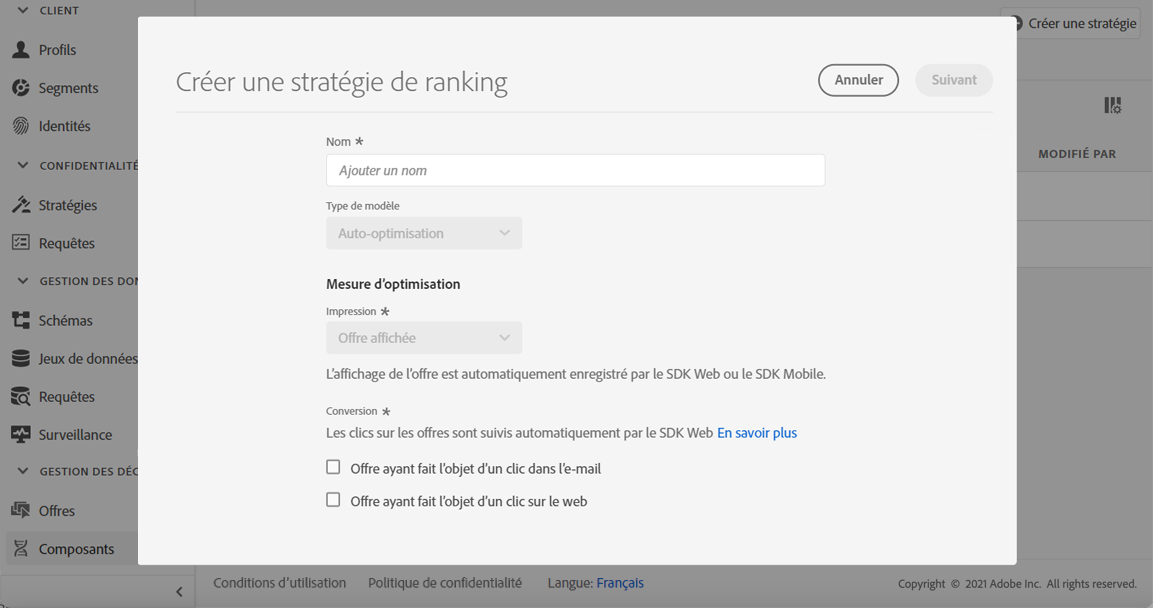 CLIENT
Profils
Segments
Identités
CONFIDENTIALITÉ
Stratégies
Requêtes
GESTION DES DON
Schémas
Jeux de données
Requêtes
Surveillance
GESTION DES DÉC
Offres
Composants
Créer une stratégie
MODIFIÉ PAR
Créer une stratégie de ranking
Annuler
Suivant
Nom *
Ajouter un nom
Type de modèle
Auto-optimisation
Mesure d'optimisation
Impression *
Offre affichée
L'affichage de l'offre est automatiquement enregistré par le SDK Web ou le SDK Mobile.
Conversion *
Les clics sur les offres sont suivis automatiquement par le SDK Web En savoir plus
Offre ayant fait l'objet d'un clic dans l'e-mail
Offre ayant fait l'objet d'un clic sur le web
Conditions d'utilisation Politique de confidentialité Langue: Français Copyright © 2021 Adobe Inc. All rights reserved.